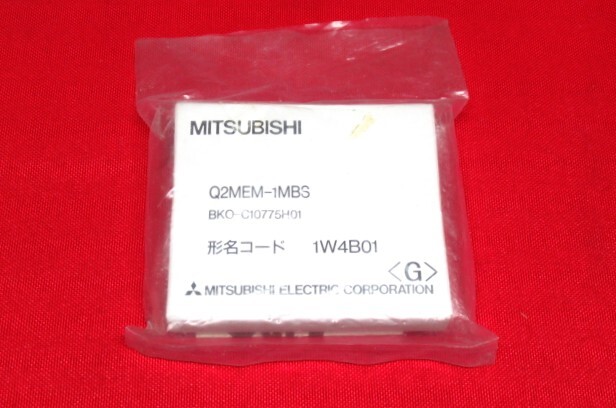 MITSUBISHI
Q2MEM-1MBS
BKO-C10775H01
形名コード 1W4B01
<G>
MITSUBISHI ELECTRIC CORPORATION